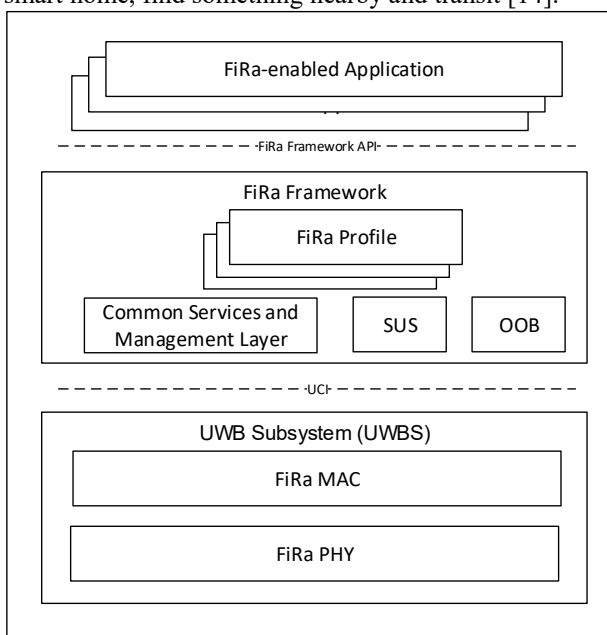 smart home, find something nearby and transit [14].
FiRa-enabled Application
FiRa Framework API
FiRa Framework
FiRa Profile
Common Services and
Management Layer
SUS
OOB
UCI
UWB Subsystem (UWBS)
FiRa MAC
FiRa PHY